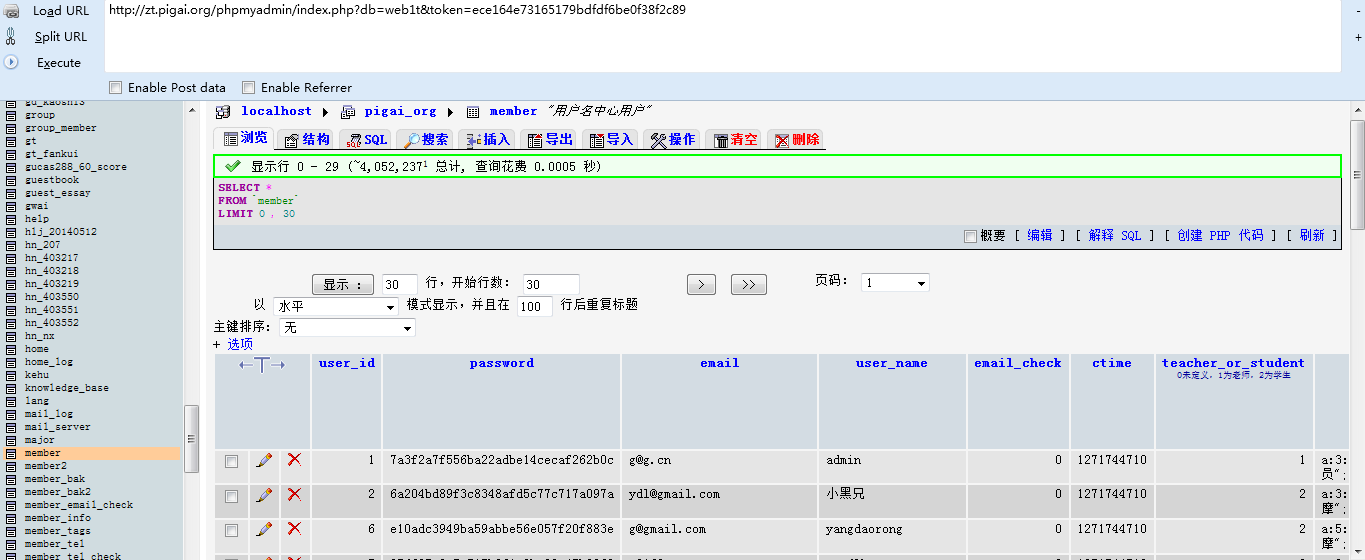 Load URL
http://zt.pigai.org/phpmyadmin/index.php?db=web1t&token=ece164e73165179bdfdf6be0f38f2c89
-
Split URL
+
Execute
Enable Post data Enable Referrer
gu_kaoshi3
group
group_member
gt
gt_fankui
gucas288_60_score
guestbook
guest_essay
gwai
help
hlj_20140512
hn_207
hn_403217
hn_403218
hn_403219
hn_403550
hn_403551
hn_403552
hn_nx
home
home_log
kehu
knowledge_base
lang
mail_log
mail_server
major
member
member2
member_bak
member_bak2
member_email_check
member_info
member_tags
member_tel
member_tel_check
localhost pigai_org member "用户名中心用户"
浏览 结构 SQL 搜索 插入 导出 导入 操作 清空 删除
显示行 0 - 29 (~4,052,237¹ 总计, 查询花费 0.0005 秒)
SELECT *
FROM `member`
LIMIT 0 , 30
概要 [ 编辑 ] [ 解释 SQL ] [ 创建 PHP 代码 ] [ 刷新 ]
显示 : 30 行，开始行数: 30 > >> 页码: 1
以 水平 模式显示，并且在 100 行后重复标题
主键排序: 无
+ 选项
←T→ user_id password email user_name email_check ctime teacher_or_student
0未定义，1为老师，2为学生
1 7a3f2a7f556ba22adbe14cecaf262b0c g@g.cn admin 0 1271744710 1 a:3:
员";
2 6a204bd89f3c8348afd5c77c717a097a ydl@gmail.com 小黑兄 0 1271744710 2 a:3:
摩";
6 e10adc3949ba59abbe56e057f20f883e g@gmail.com yangdaorong 0 1271744710 2 a:5:
摩";